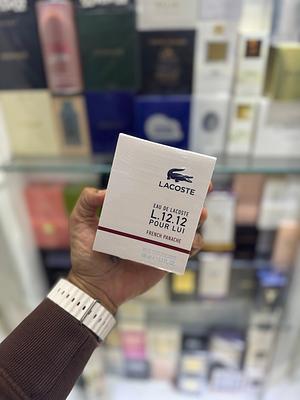 LACOSTE
EAU DE LACOSTE
L.12.12
POUR LUI
FRENCH PANACHE